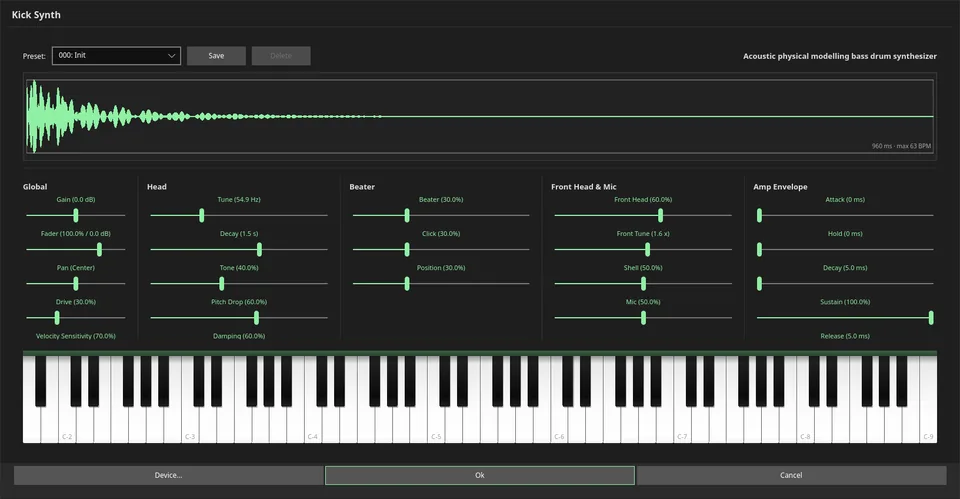 Kick Synth
Preset: 000: Init Save Delete Acoustic physical modelling bass drum synthesizer
960 ms · max 63 BPM
Global Head Beater Front Head & Mic Amp Envelope
Gain (0.0 dB) Tune (54.9 Hz) Beater (30.0%) Front Head (60.0%) Attack (0 ms)
Fader (100.0% / 0.0 dB) Decay (1.5 s) Click (30.0%) Front Tune (1.6 x) Hold (0 ms)
Pan (Center) Tone (40.0%) Position (30.0%) Shell (50.0%) Decay (5.0 ms)
Drive (30.0%) Pitch Drop (60.0%) Mic (50.0%) Sustain (100.0%)
Velocity Sensitivity (70.0%) Damping (60.0%) Release (5.0 ms)
C-2 C-3 C-4 C-5 C-6 C-7 C-8 C-9
Device... Ok Cancel